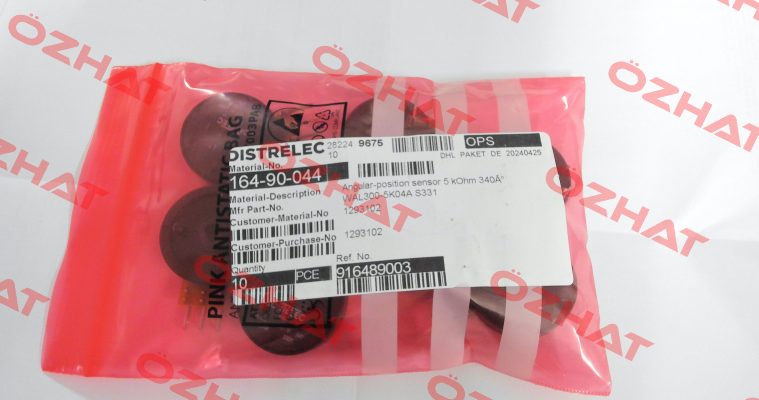 ÖZHAT
ÖZHAT
ÖZHAT
ÖZHAT
ÖZHAT
ÖZHAT
ÖZHAT
ÖZHAT
ÖZHAT
ÖZHAT
PINK ANTISTATIC BAG
DISTRELEC
28224 9675
10
OPS
DHL PAKET DE 20240425
Material-No.
164-90-044
Material-Description
Angular-position sensor 5 kOhm 340Â°
Mfr Part-No.
WAL300-5K04A S331
Customer-Material-No
1293102
Customer-Purchase-No
1293102
Quantity
Ref. No.
10 PCE
916489003